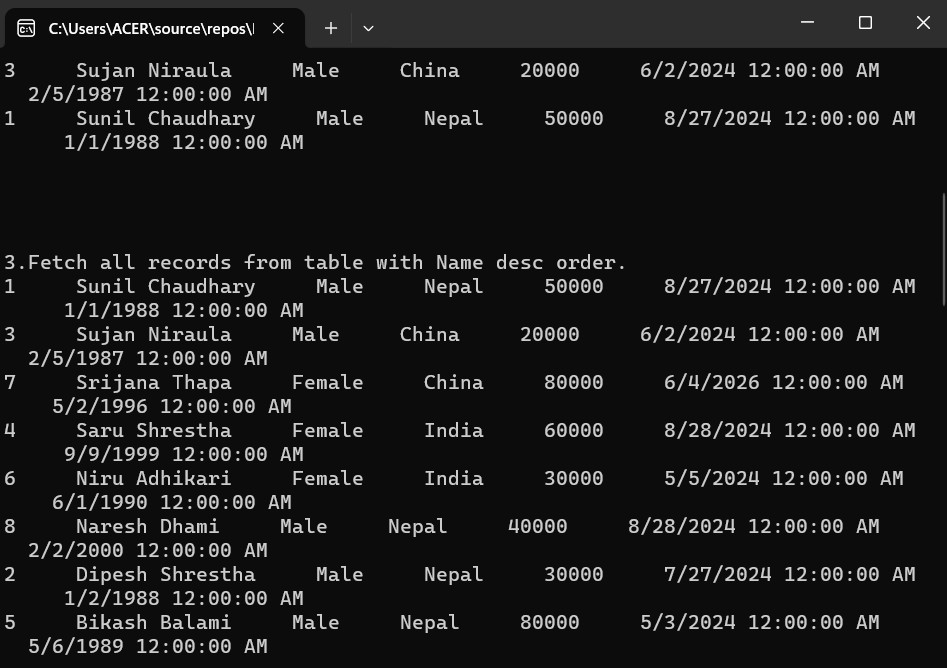 C:\Users\ACER\source\repos\
3 Sujan Niraula Male China 20000 6/2/2024 12:00:00 AM
2/5/1987 12:00:00 AM
1 Sunil Chaudhary Male Nepal 50000 8/27/2024 12:00:00 AM
1/1/1988 12:00:00 AM
3.Fetch all records from table with Name desc order.
1 Sunil Chaudhary Male Nepal 50000 8/27/2024 12:00:00 AM
1/1/1988 12:00:00 AM
3 Sujan Niraula Male China 20000 6/2/2024 12:00:00 AM
2/5/1987 12:00:00 AM
7 Srijana Thapa Female China 80000 6/4/2026 12:00:00 AM
5/2/1996 12:00:00 AM
4 Saru Shrestha Female India 60000 8/28/2024 12:00:00 AM
9/9/1999 12:00:00 AM
6 Niru Adhikari Female India 30000 5/5/2024 12:00:00 AM
6/1/1990 12:00:00 AM
8 Naresh Dhami Male Nepal 40000 8/28/2024 12:00:00 AM
2/2/2000 12:00:00 AM
2 Dipesh Shrestha Male Nepal 30000 7/27/2024 12:00:00 AM
1/2/1988 12:00:00 AM
5 Bikash Balami Male Nepal 80000 5/3/2024 12:00:00 AM
5/6/1989 12:00:00 AM